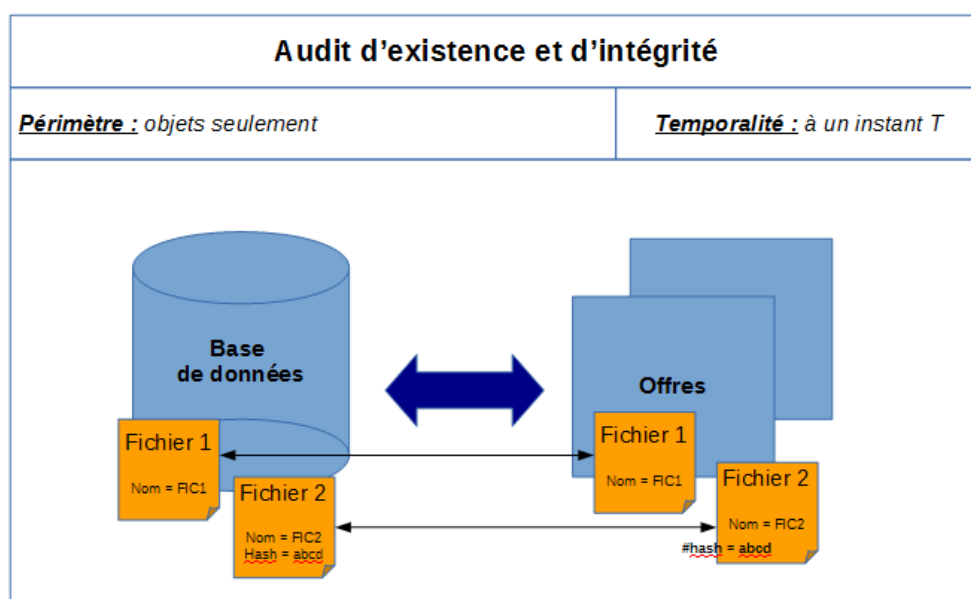 Audit d’existence et d’intégrité
Périmètre : objets seulement
Temporalité : à un instant T
Base
de données
Offres
Fichier 1
Nom = FIC1
Fichier 1
Nom = FIC1
Fichier 2
Nom = FIC2
Hash = abcd
Fichier 2
Nom = FIC2
#hash = abcd